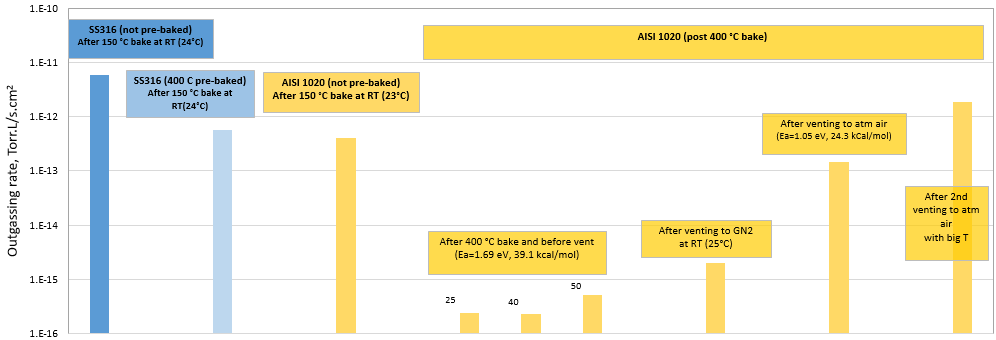 1.E-10
SS316 (not pre-baked)
After 150 °C bake at RT (24°C)
AISI 1020 (post 400 °C bake)
1.E-11
SS316 (400 C pre-baked)
After 150 °C bake at
RT(24°C)
AISI 1020 (not pre-baked)
After 150 °C bake at RT (23°C)
1.E-12
After venting to atm air
(Ea=1.05 eV, 24.3 kCal/mol)
1.E-13
Outgassing rate, Torr.L/s.cm²
After 2nd
venting to atm
air
with big T
1.E-14
After venting to GN2
at RT (25°C)
After 400 °C bake and before vent
(Ea=1.69 eV, 39.1 kcal/mol)
1.E-15
50
25
40
1.E-16